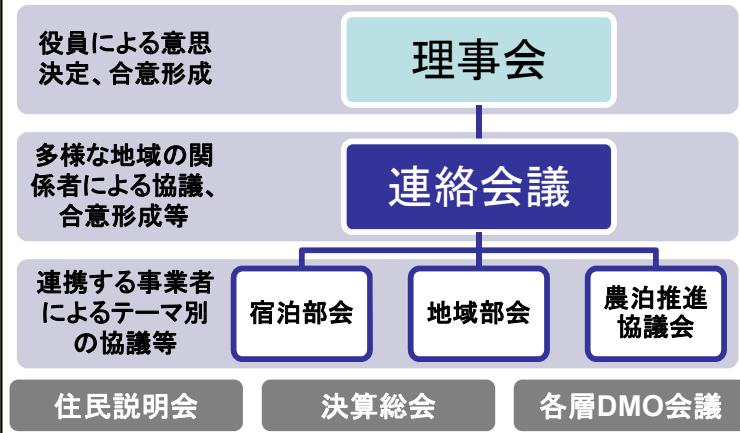 役員による意思
決定、合意形成
理事会
多様な地域の関
係者による協議、
合意形成等
連絡会議
連携する事業者
によるテーマ別
の協議等
宿泊部会
地域部会
農泊推進
協議会
住民説明会
決算総会
各層DMO会議